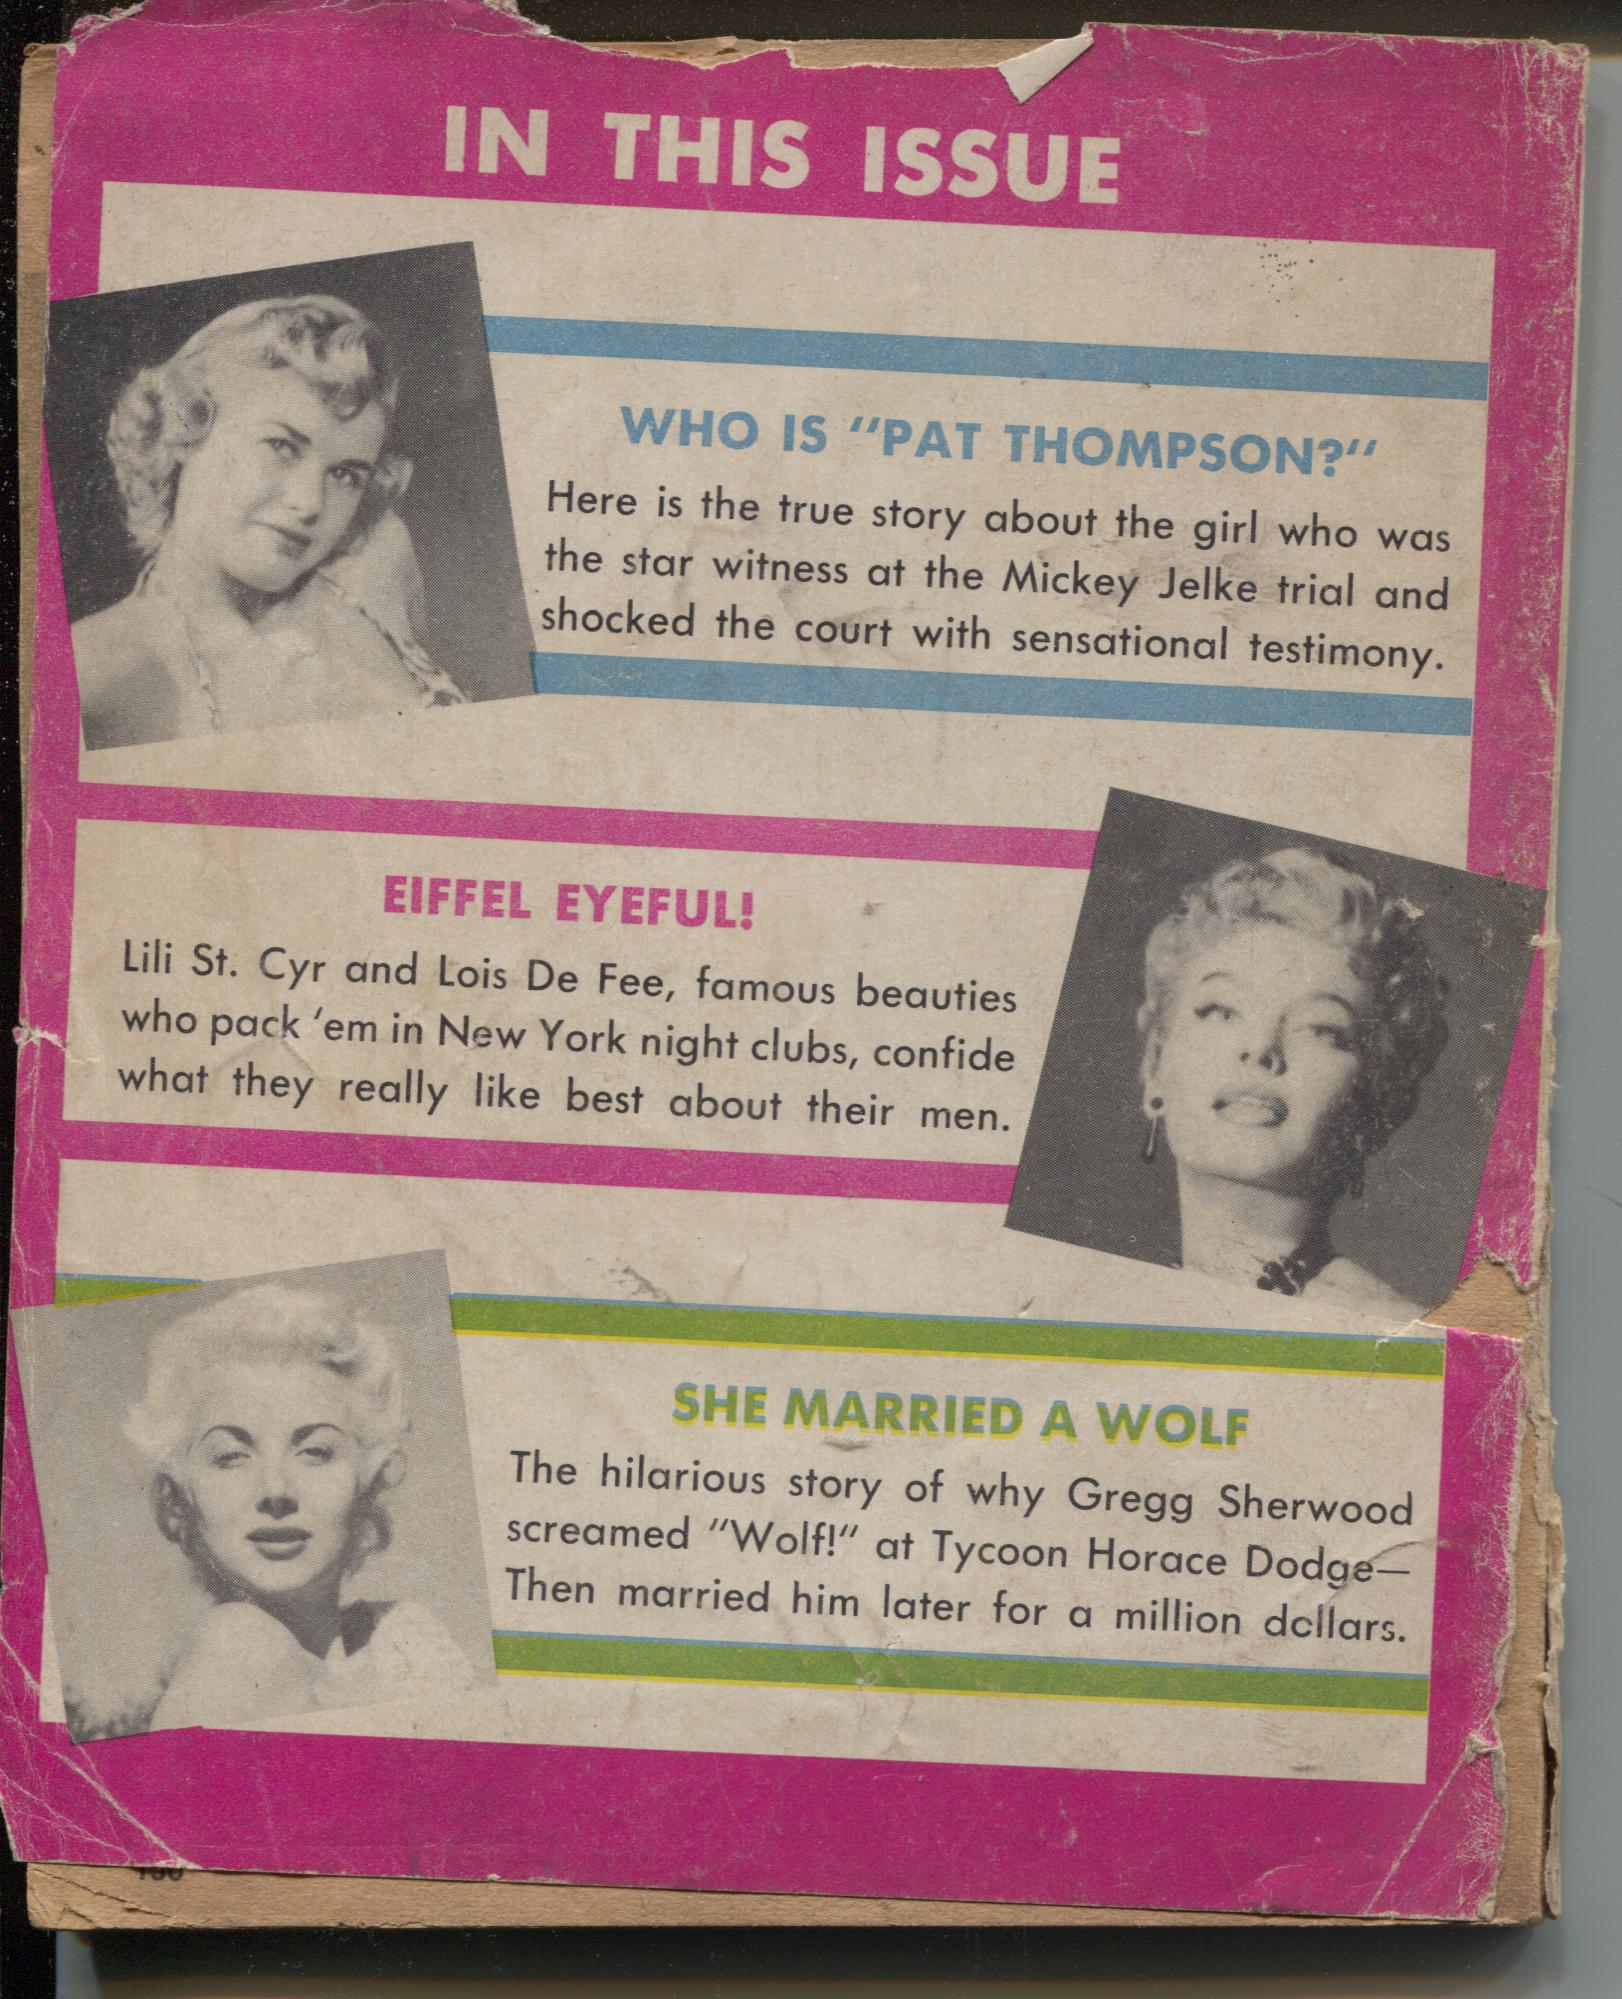 IN THIS ISSUE
WHO IS "PAT THOMPSON?"
Here is the true story about the girl who was
the star witness at the Mickey Jelke trial and
shocked the court with sensational testimony.
EIFFEL EYEFUL!
Lili St. Cyr and Lois De Fee, famous beauties
who pack 'em in New York night clubs, confide
what they really like best about their men.
SHE MARRIED A WOLF
The hilarious story of why Gregg Sherwood
screamed "Wolf!" at Tycoon Horace Dodge—
Then married him later for a million dollars.